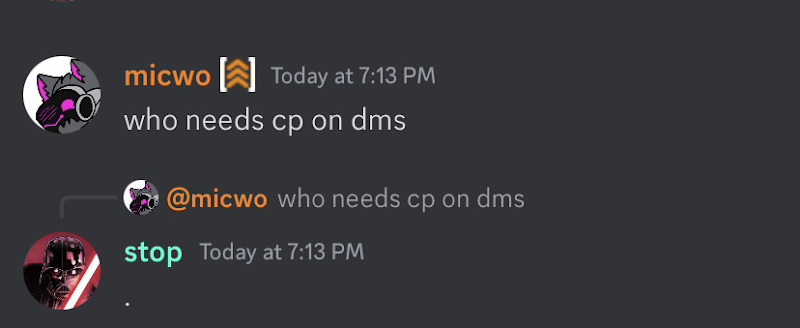 micwo Today at 7:13 PM
who needs cp on dms
@micwo who needs cp on dms
stop Today at 7:13 PM
.